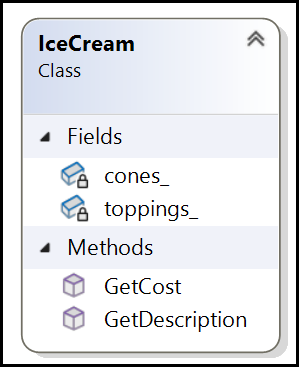 IceCream
Class
Fields
cones_
toppings_
Methods
GetCost
GetDescription